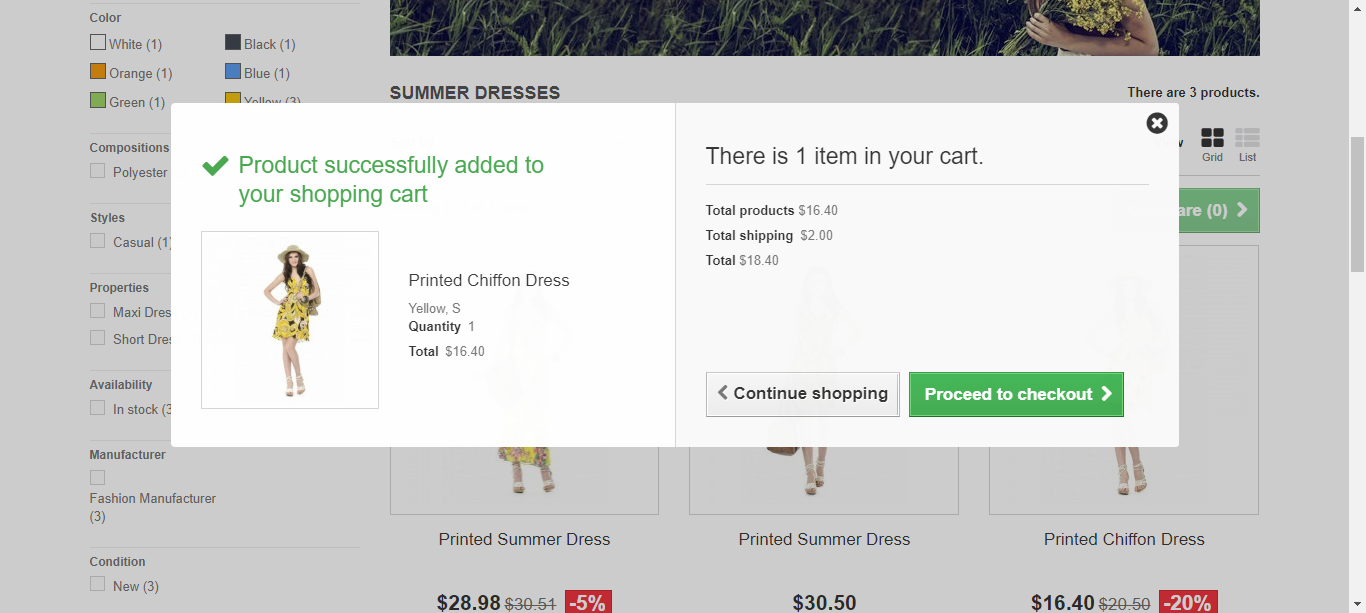 Color
White (1)
Black (1)
Orange (1)
Blue (1)
Green (1)
Yellow (3)
Compositions
Polyester
Styles
Casual (1)
Properties
Maxi Dres
Short Dre
Availability
In stock (3
Manufacturer
Fashion Manufacturer
(3)
Condition
New (3)
SUMMER DRESSES
There are 3 products.
Grid
List
are (0)
Product successfully added to
your shopping cart
Printed Chiffon Dress
Yellow, S
Quantity 1
Total $16.40
There is 1 item in your cart.
Total products $16.40
Total shipping $2.00
Total $18.40
Continue shopping
Proceed to checkout
Printed Summer Dress
$28.98 $30.51 -5%
Printed Summer Dress
$30.50
Printed Chiffon Dress
$16.40 $20.50 -20%